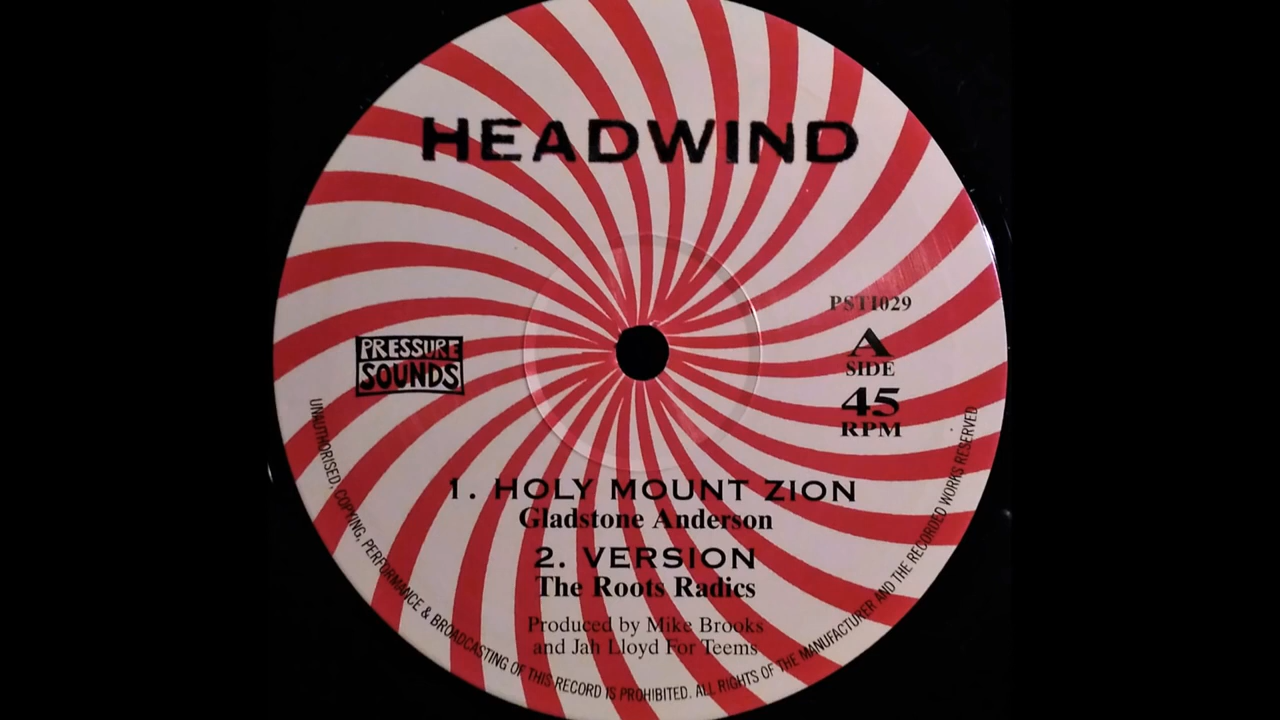 HEADWIND
PSTI029
PRESSURE
SOUNDS
A
SIDE
45
RPM
1. HOLY MOUNT ZION
Gladstone Anderson
2. VERSION
The Roots Radics
Produced by Mike Brooks
and Jah Lloyd For Teems
UNAUTHORISED, COPYING, PERFORMANCE & BROADCASTING OF THIS RECORD IS PROHIBITED. ALL RIGHTS OF THE MANUFACTURER AND THE RECORDED WORKS RESERVED